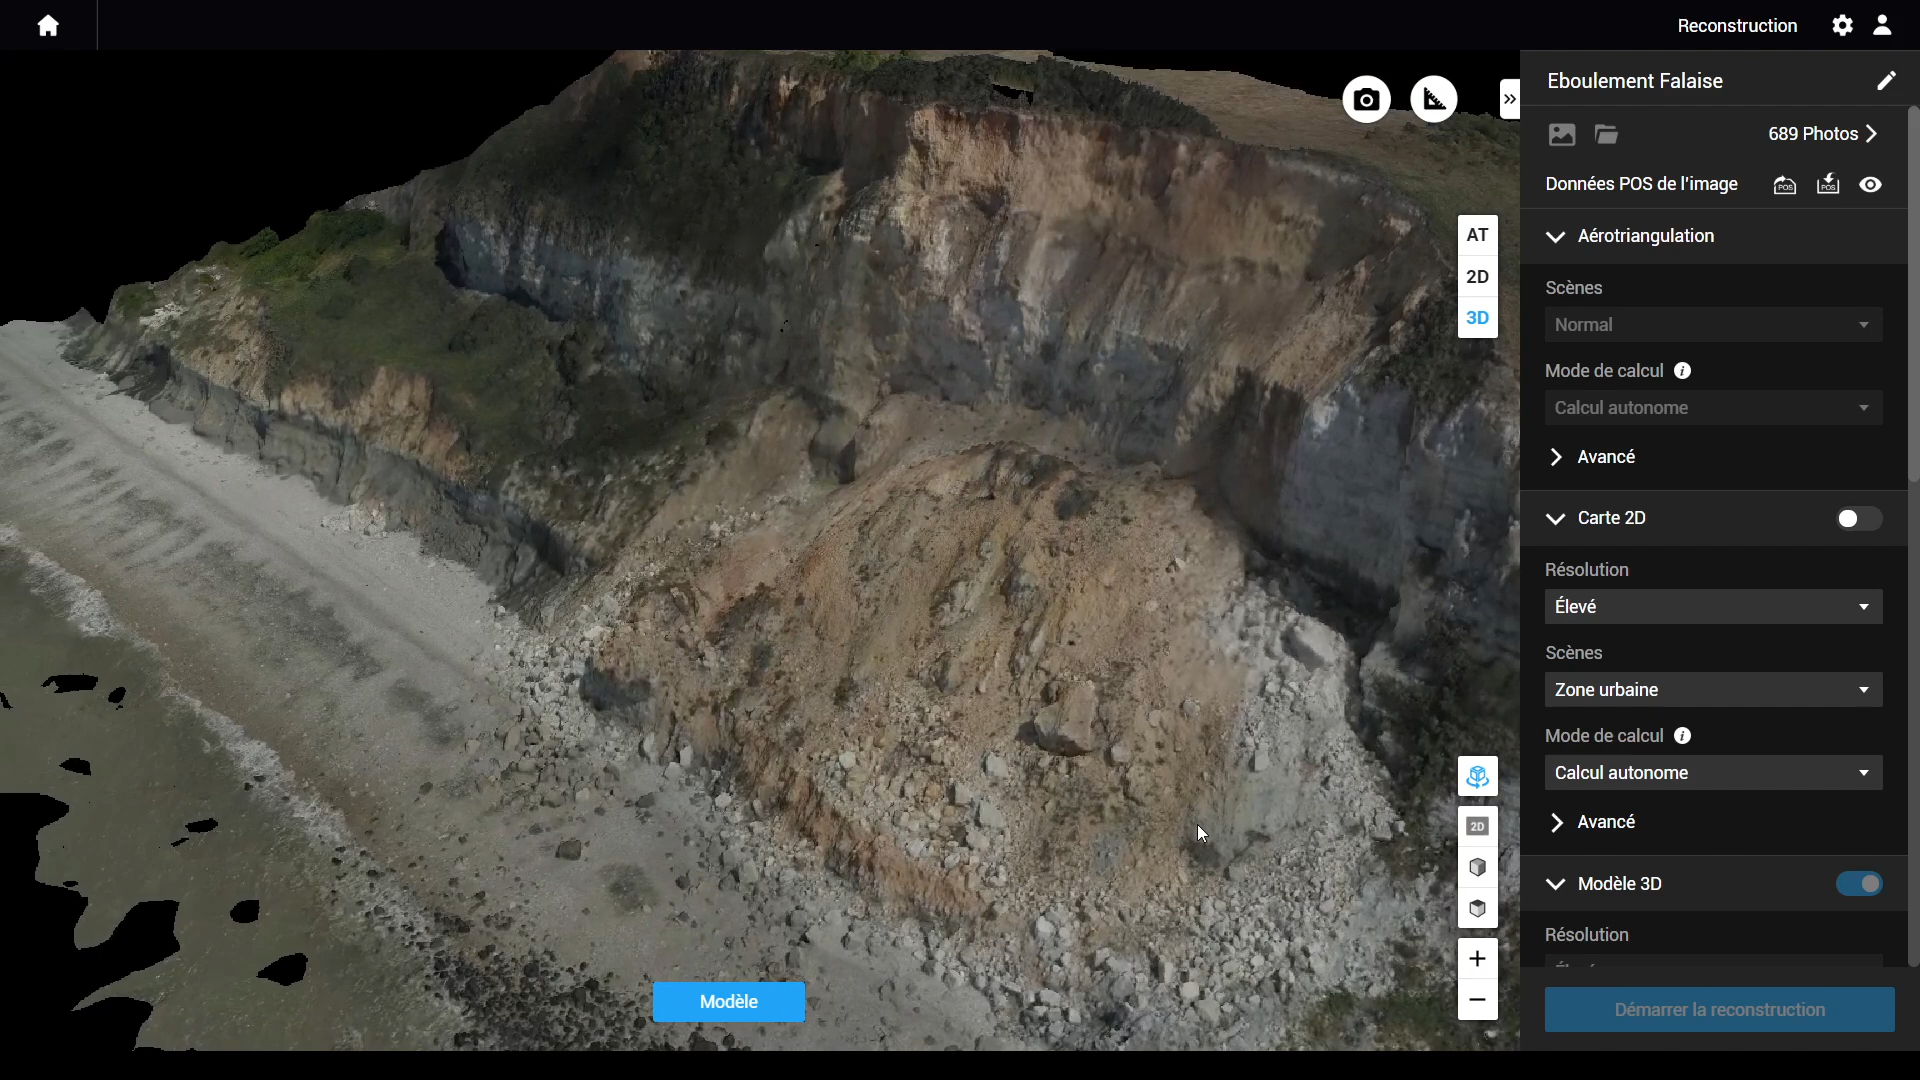 Reconstruction
Eboulement Falaise
689 Photos
Données POS de l'image
POS
POS
Aérotriangulation
Scènes
Normal
Mode de calcul
Calcul autonome
Avancé
Carte 2D
Résolution
Élevé
Scènes
Zone urbaine
Mode de calcul
Calcul autonome
Avancé
Modèle 3D
Résolution
Démarrer la reconstruction
AT
2D
3D
2D
Modèle